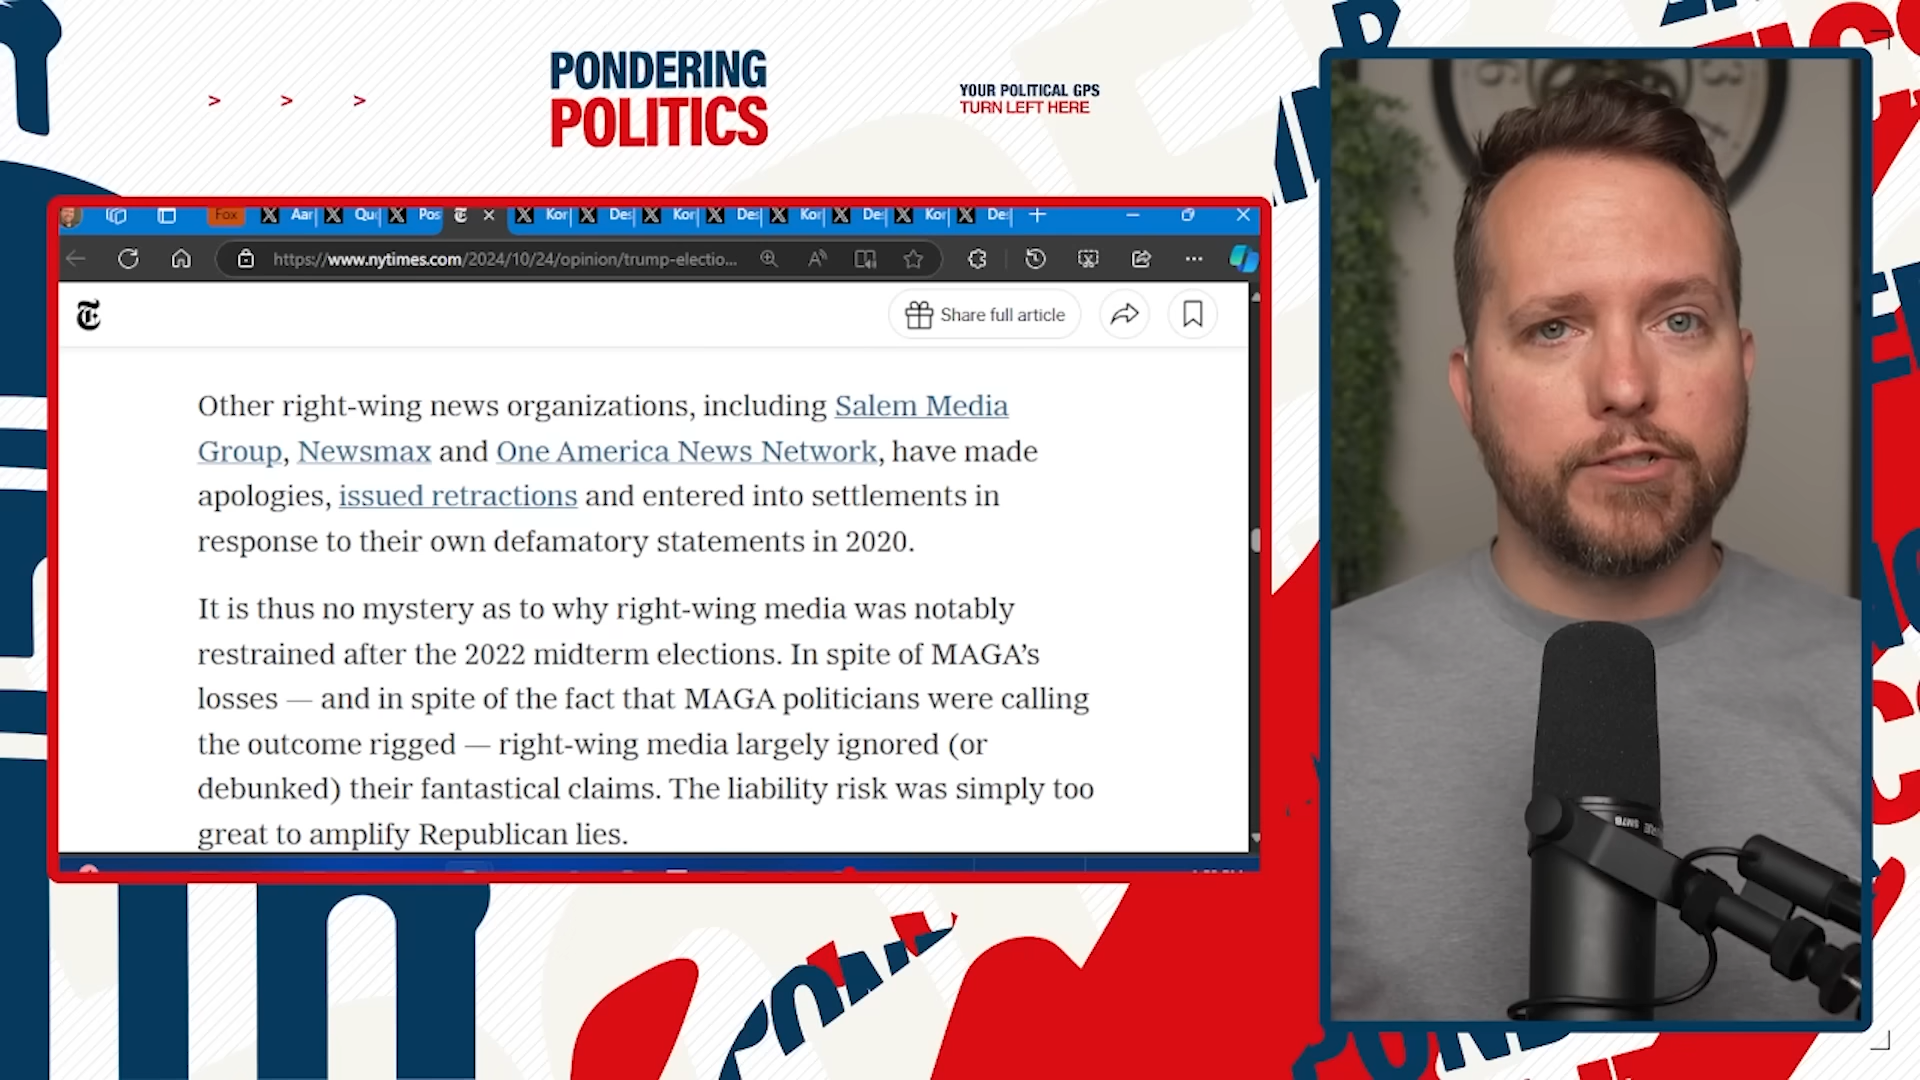 PONDERING
POLITICS
YOUR POLITICAL GPS
TURN LEFT HERE
Fox
https://www.nytimes.com/2024/10/24/opinion/trump-electio...
Share full article
Other right-wing news organizations, including Salem Media
Group, Newsmax and One America News Network, have made
apologies, issued retractions and entered into settlements in
response to their own defamatory statements in 2020.
It is thus no mystery as to why right-wing media was notably
restrained after the 2022 midterm elections. In spite of MAGA’s
losses — and in spite of the fact that MAGA politicians were calling
the outcome rigged — right-wing media largely ignored (or
debunked) their fantastical claims. The liability risk was simply too
great to amplify Republican lies.